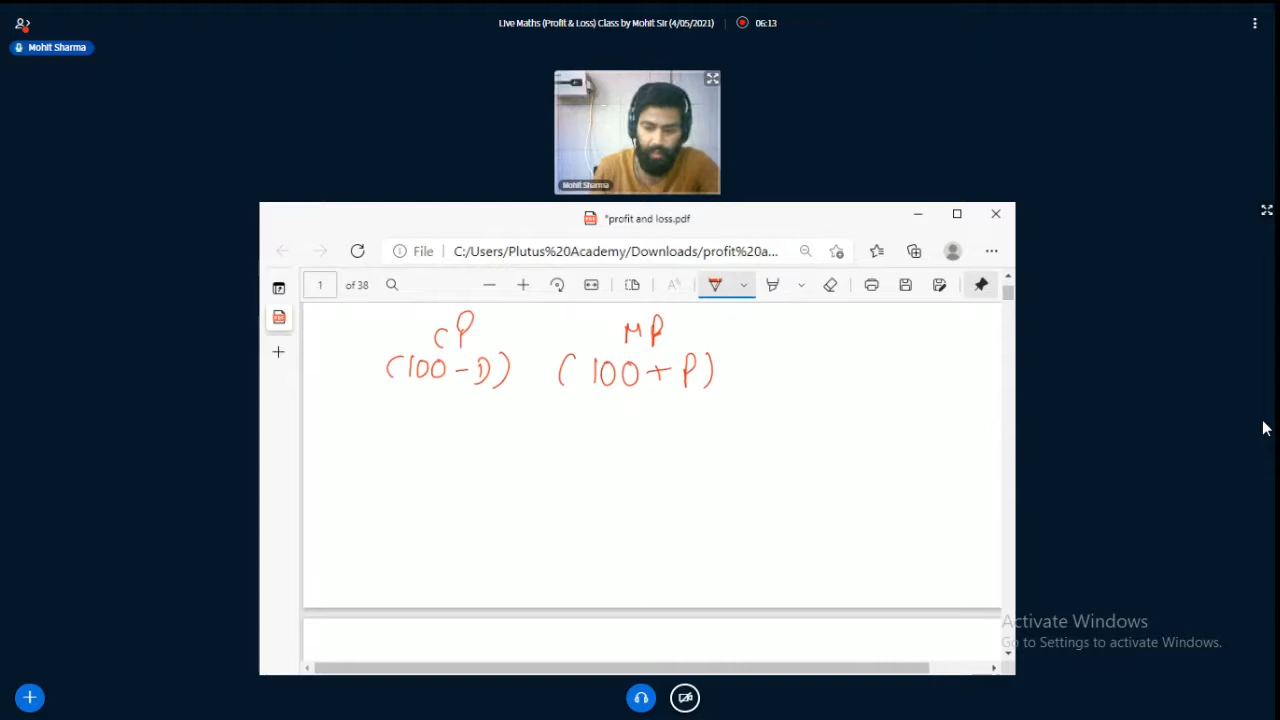 Live Maths (Profit & Loss) Class by Mohit Sir (4/05/2021) 06:13
Mohit Sharma
Mohit Sharma
*profit and loss.pdf
File C:/Users/Plutus%20Academy/Downloads/profit%20a...
1 of 38
CP MP
(100-D) (100+P)
Activate Windows
Go to Settings to activate Windows.